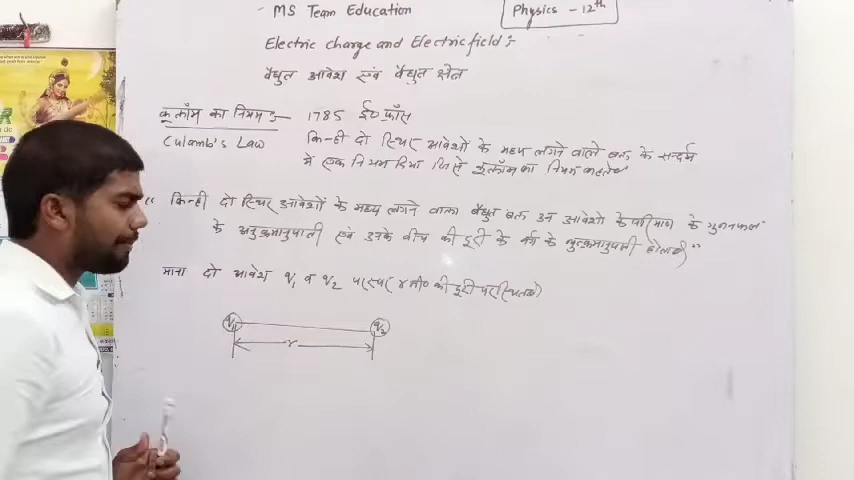 MS Team Education
Physics - 12th
Electric charge and Electric field :-
वैद्युत आवेश एवं वैद्युत क्षेत्र
कूलॉम का नियम :- 1785 ई० फ्राँस
Culamb's Law
किन्ही दो स्थिर आवेशों के मध्य लगने वाले बल के सन्दर्भ
में एक नियम दिया जिसे कूलॉम का नियम कहते है
“ किन्ही दो स्थिर आवेशों के मध्य लगने वाला वैद्युत बल उन आवेशो के परिमाण के गुणनफल
के अनुक्रमानुपाती एवं उनके बीच की दूरी के वर्ग के व्युत्क्रमानुपाती होता है ”
माना दो आवेश q1 व q2 परस्पर r मी० की दूरी पर स्थित है
q1 q2
r